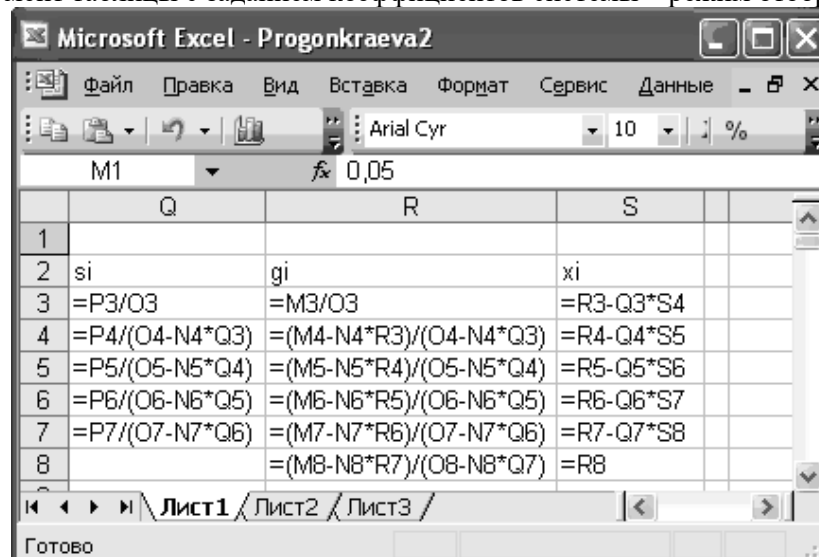 Microsoft Excel - Progonkraeva2
Файл Правка Вид Вставка Формат Сервис Данные
Arial Cyr 10 %
M1 fx 0,05
Q R S
1
2 si gi xi
3 =P3/O3 =M3/O3 =R3-Q3*S4
4 =P4/(O4-N4*Q3) =(M4-N4*R3)/(O4-N4*Q3) =R4-Q4*S5
5 =P5/(O5-N5*Q4) =(M5-N5*R4)/(O5-N5*Q4) =R5-Q5*S6
6 =P6/(O6-N6*Q5) =(M6-N6*R5)/(O6-N6*Q5) =R6-Q6*S7
7 =P7/(O7-N7*Q6) =(M7-N7*R6)/(O7-N7*Q6) =R7-Q7*S8
8 =(M8-N8*R7)/(O8-N8*Q7) =R8
Лист1 Лист2 Лист3
Готово